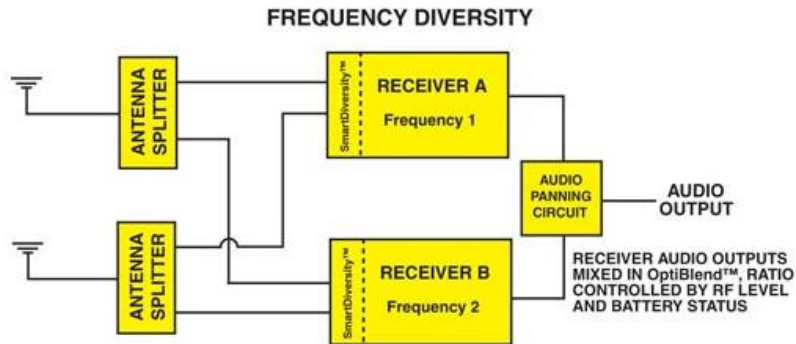 FREQUENCY DIVERSITY
ANTENNA
SPLITTER
SmartDiversity™
RECEIVER A
Frequency 1
AUDIO
PANNING
CIRCUIT
AUDIO
OUTPUT
ANTENNA
SPLITTER
SmartDiversity™
RECEIVER B
Frequency 2
RECEIVER AUDIO OUTPUTS
MIXED IN OptiBlend™, RATIO
CONTROLLED BY RF LEVEL
AND BATTERY STATUS